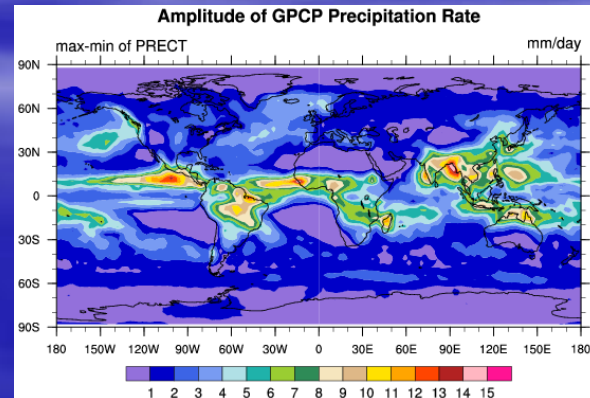 Amplitude of GPCP Precipitation Rate
max-min of PRECT mm/day
90N
60N
30N
0
30S
60S
90S
180 150W 120W 90W 60W 30W 0 30E 60E 90E 120E 150E 180
1 2 3 4 5 6 7 8 9 10 11 12 13 14 15